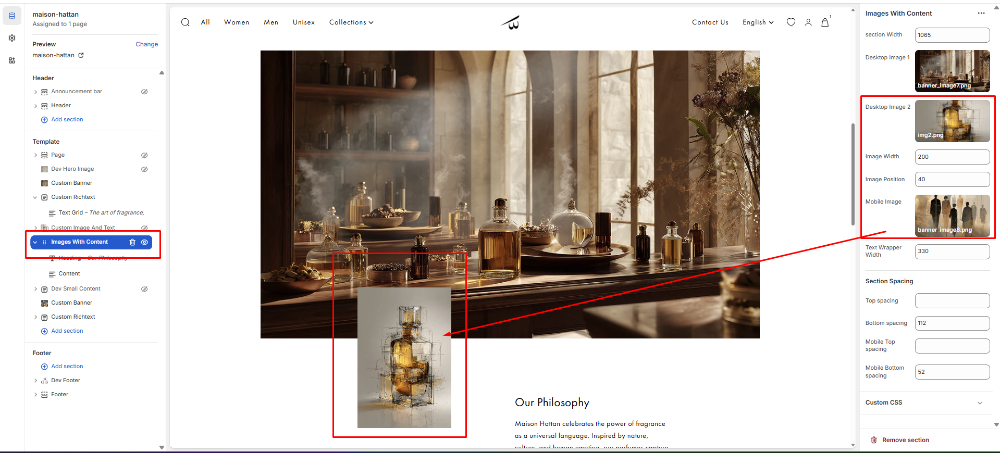 maison-hattan
Assigned to 1 page
Preview
Change
maison-hattan
Header
Announcement bar
Header
Add section
Template
Page
Dev Hero Image
Custom Banner
Custom Richtext
Text Grid – The art of fragrance,
Custom Image And Text
Images With Content
Heading – Our Philosophy
Content
Dev Small Content
Custom Banner
Custom Richtext
Add section
Footer
Add section
Dev Footer
Footer
All
Women
Men
Unisex
Collections
Contact Us
English
1
Our Philosophy
Maison Hattan celebrates the power of fragrance
as a universal language. Inspired by nature,
culture, and human emotion, our perfumes capture
Images With Content
section Width
1065
Desktop Image 1
banner_image7.png
Desktop Image 2
img2.png
Image Width
200
Image Position
40
Mobile Image
banner_image8.png
Text Wrapper
Width
330
Section Spacing
Top spacing
Bottom spacing
112
Mobile Top
spacing
Mobile Bottom
spacing
52
Custom CSS
Remove section